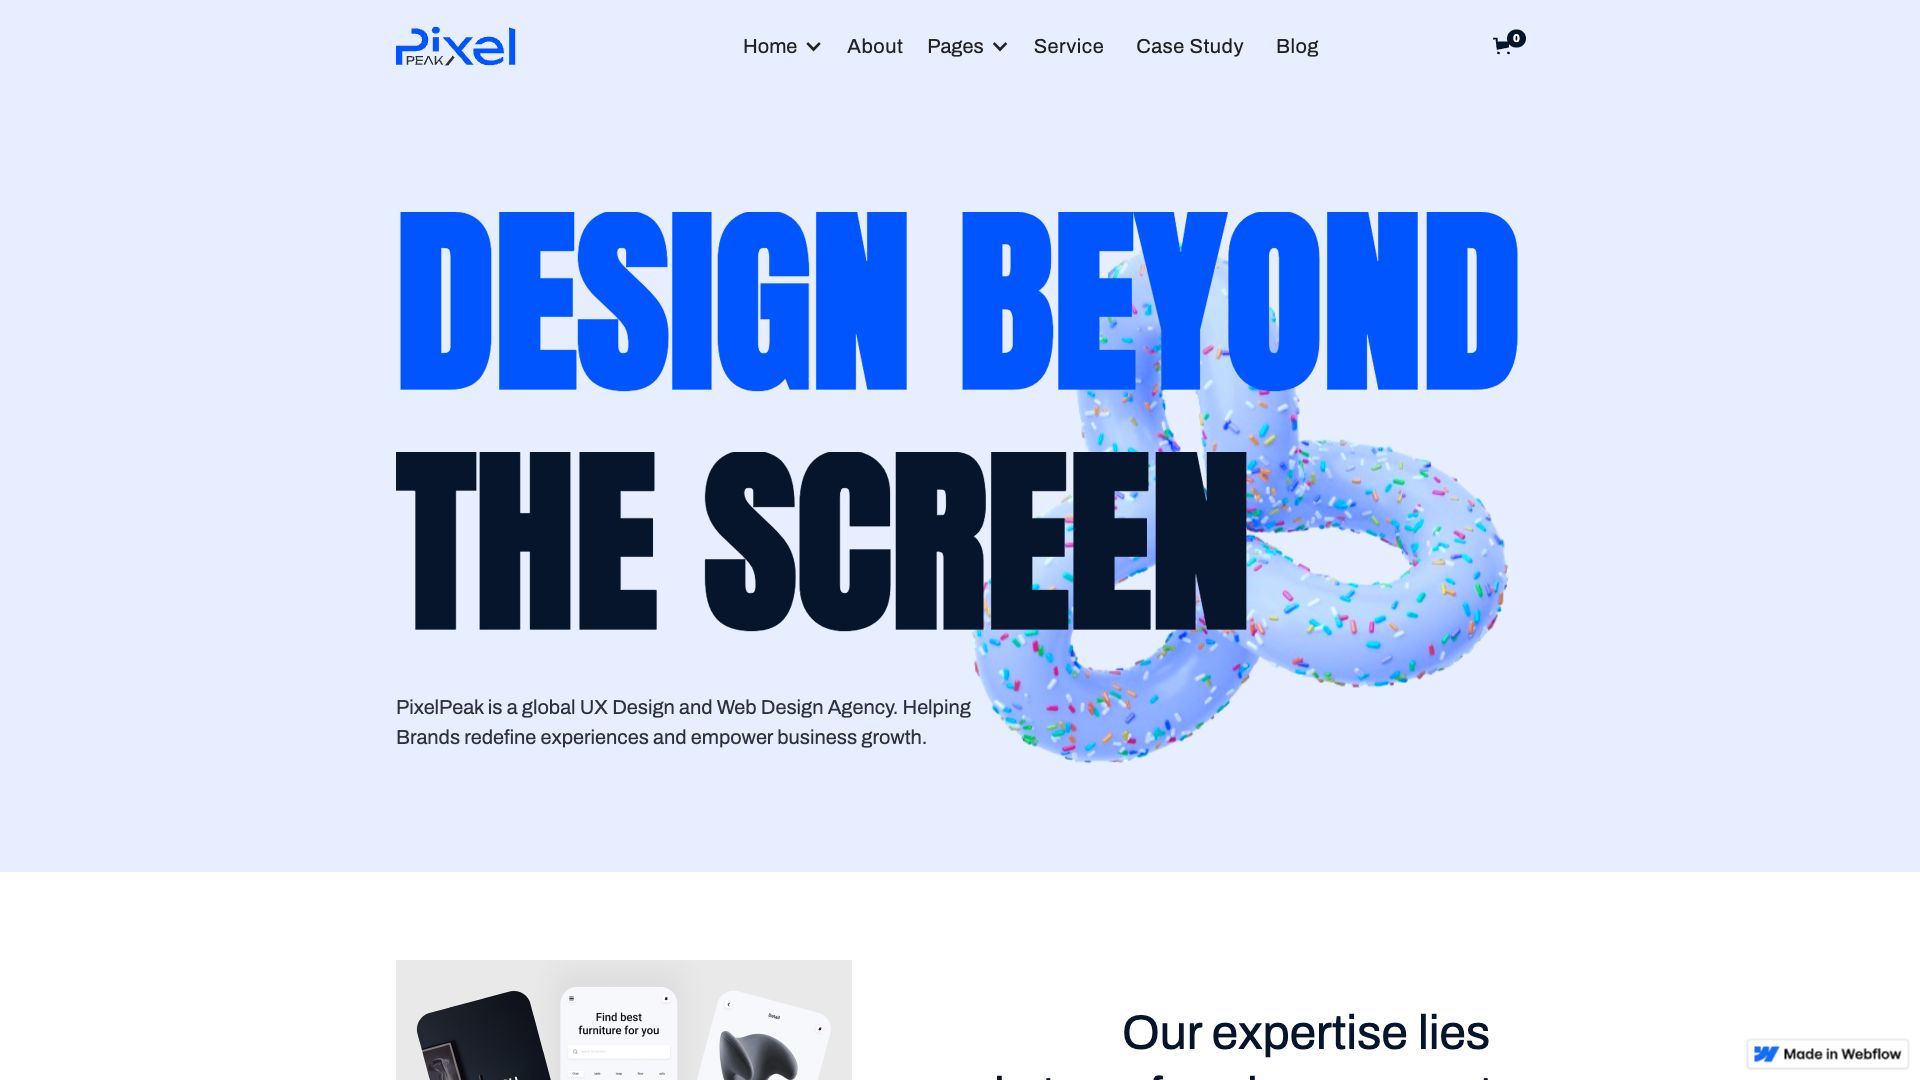 Pixel
PEAK
Home
About
Pages
Service
Case Study
Blog
0
DESIGN BEYOND
THE SCREEN
PixelPeak is a global UX Design and Web Design Agency. Helping
Brands redefine experiences and empower business growth.
Find best
furniture for you
Detail
Our expertise lies
Made in Webflow